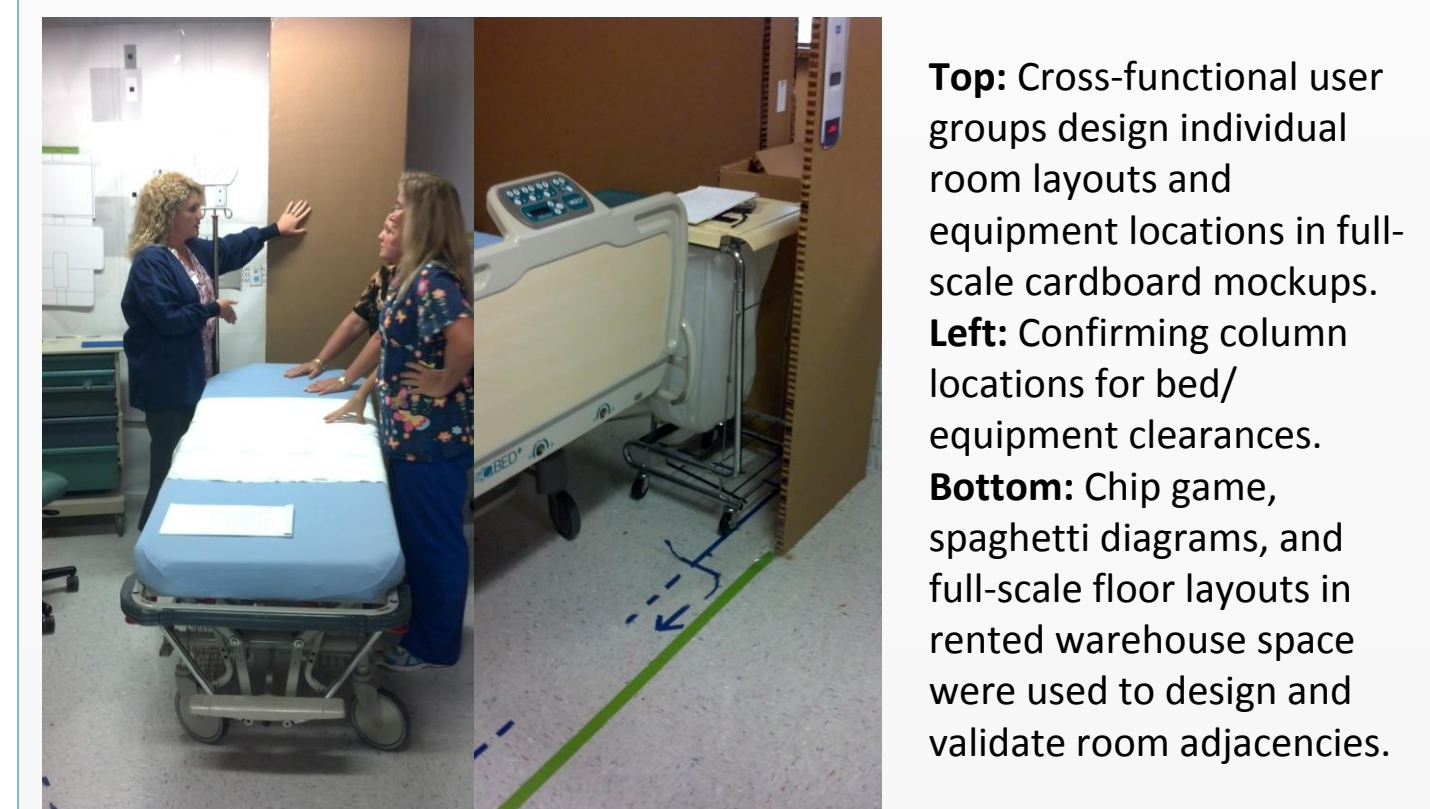 Top: Cross-functional user
groups design individual
room layouts and
equipment locations in full-
scale cardboard mockups.
Left: Confirming column
locations for bed/
equipment clearances.
Bottom: Chip game,
spaghetti diagrams, and
full-scale floor layouts in
rented warehouse space
were used to design and
validate room adjacencies.
BED